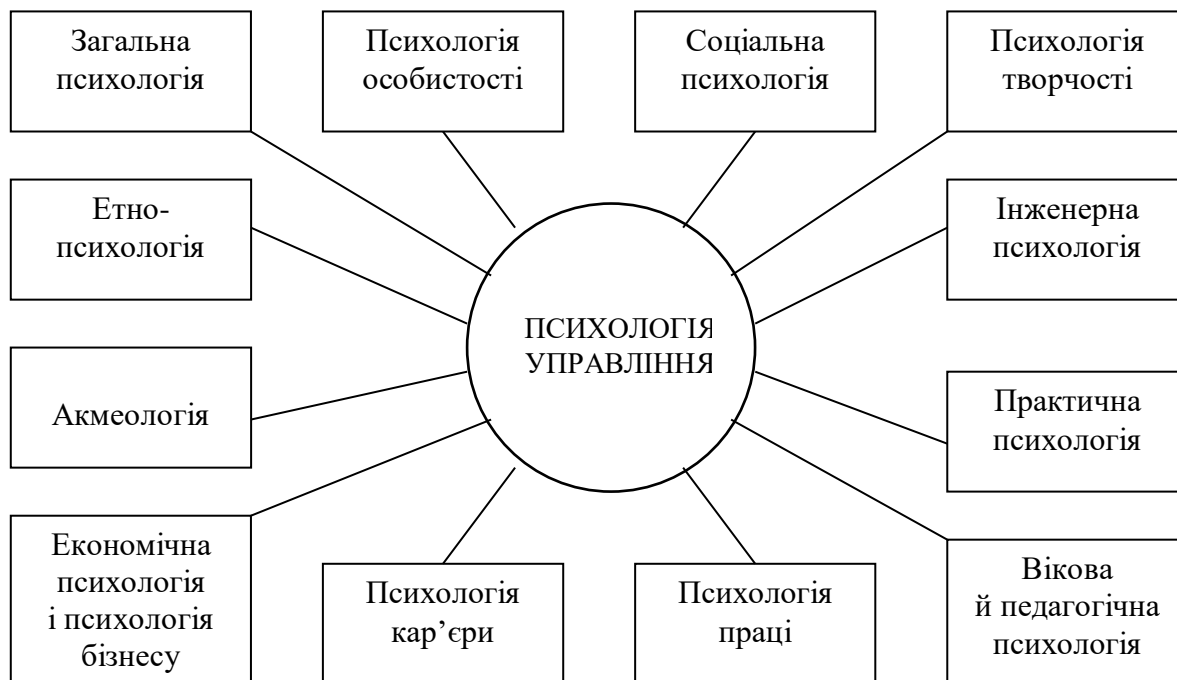 Загальна
психологія
Психологія
особистості
Соціальна
психологія
Психологія
творчості
Етно-
психологія
Інженерна
психологія
ПСИХОЛОГІЯ
УПРАВЛІННЯ
Акмеологія
Практична
психологія
Економічна
психологія
і психологія
бізнесу
Психологія
кар’єри
Психологія
праці
Вікова
й педагогічна
психологія